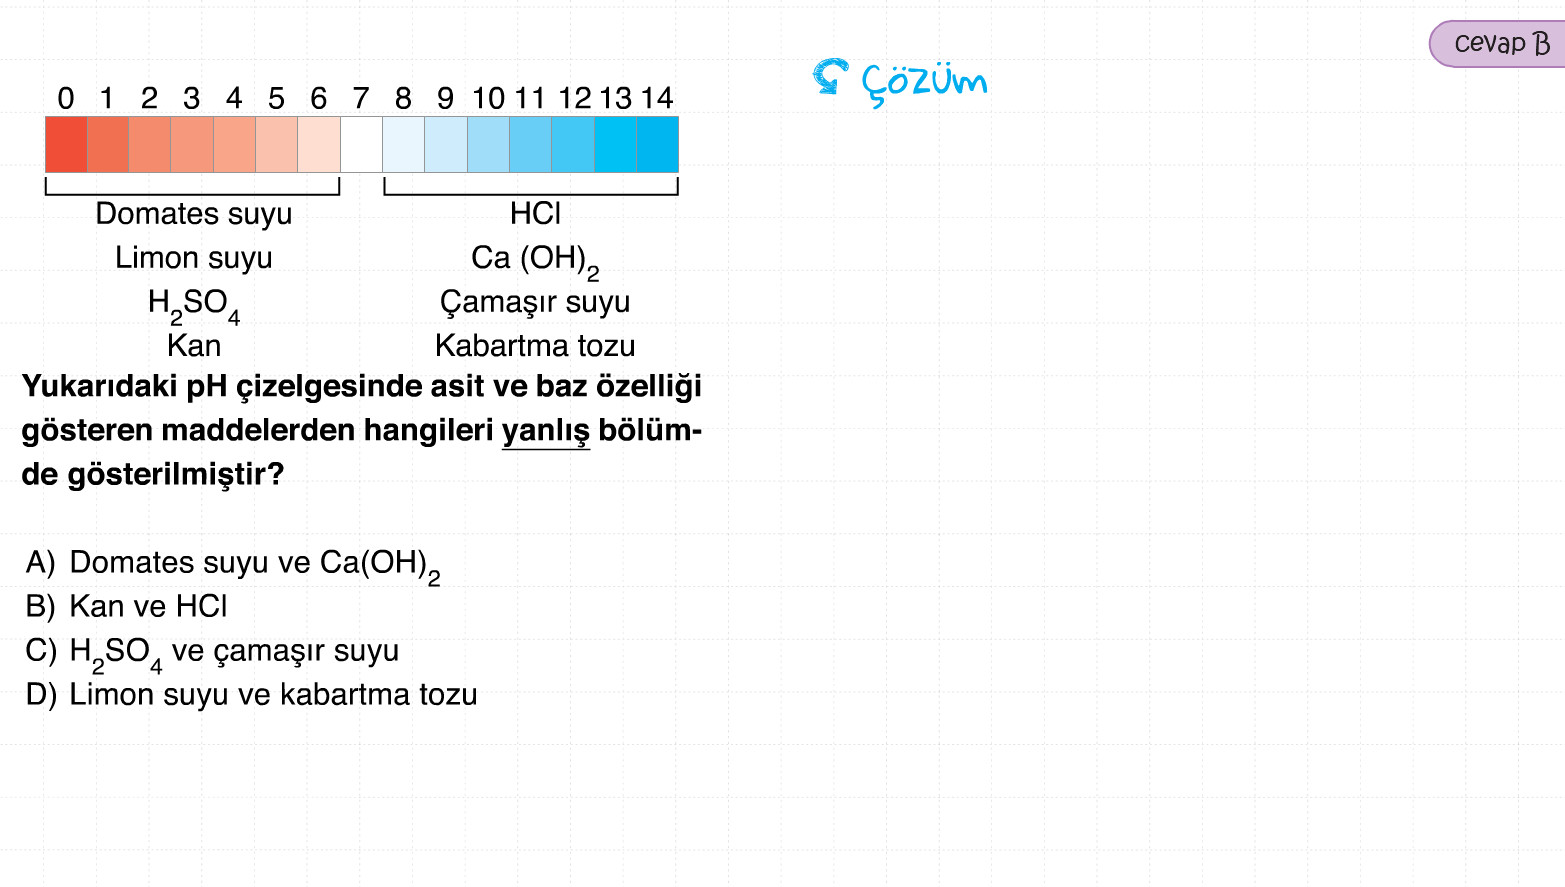 cevap B
Çözüm
0 1 2 3 4 5 6 7 8 9 10 11 12 13 14
Domates suyu HCl
Limon suyu Ca (OH)2
H2SO4 Çamaşır suyu
Kan Kabartma tozu
Yukarıdaki pH çizelgesinde asit ve baz özelliği
gösteren maddelerden hangileri yanlış bölüm-
de gösterilmiştir?
A) Domates suyu ve Ca(OH)2
B) Kan ve HCl
C) H2SO4 ve çamaşır suyu
D) Limon suyu ve kabartma tozu